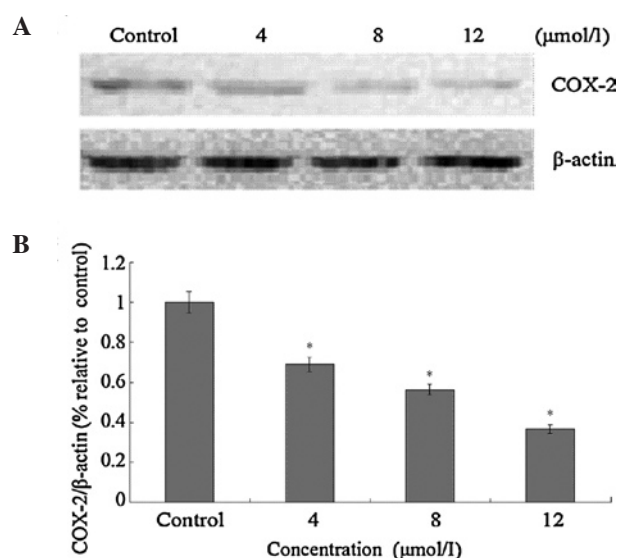 A
Control 4 8 12 (μmol/l)
COX-2
β-actin
B
COX-2/β-actin (% relative to control)
1.2
1
0.8
0.6
0.4
0.2
0
* * *
Control 4 8 12
Concentration (μmol/l)